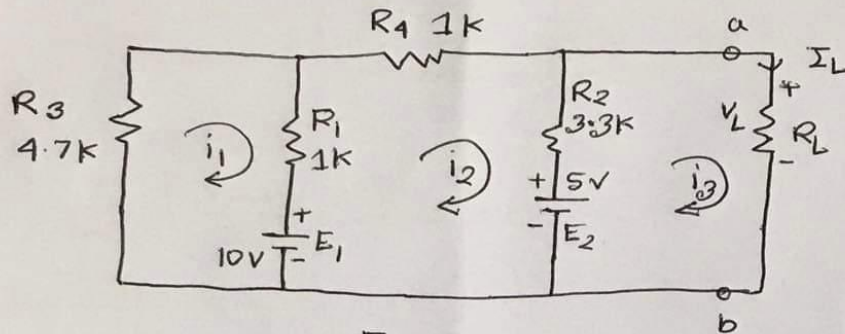 R4 1K
a
IL
R3
4.7K
i1
R1
1K
i2
R2
3.3K
+
VL
RL
-
+ 5V
- E2
i3
+
10V - E1
b